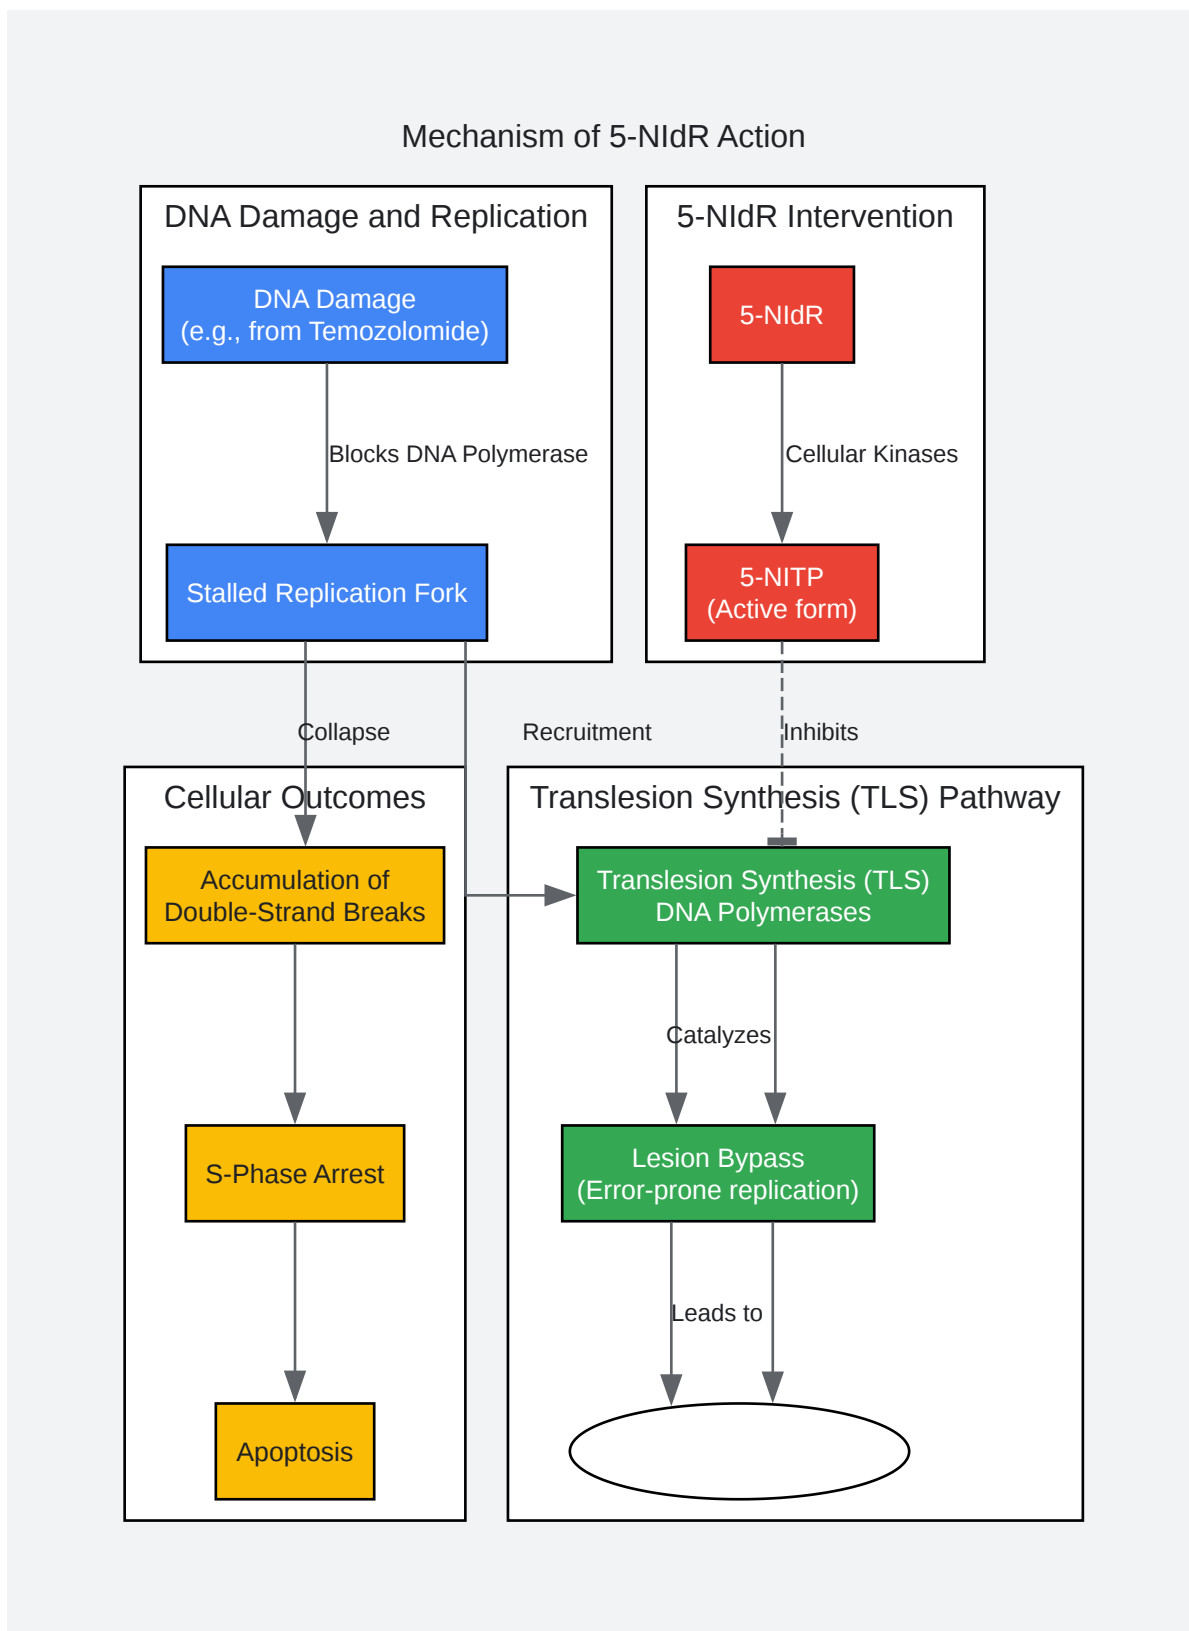 Mechanism of 5-NIdR Action
DNA Damage and Replication
5-NIdR Intervention
DNA Damage
(e.g., from Temozolomide)
5-NIdR
Blocks DNA Polymerase
Cellular Kinases
Stalled Replication Fork
5-NITP
(Active form)
Collapse
Recruitment
Inhibits
Cellular Outcomes
Translesion Synthesis (TLS) Pathway
Accumulation of
Double-Strand Breaks
Translesion Synthesis (TLS)
DNA Polymerases
Catalyzes
S-Phase Arrest
Lesion Bypass
(Error-prone replication)
Leads to
Apoptosis